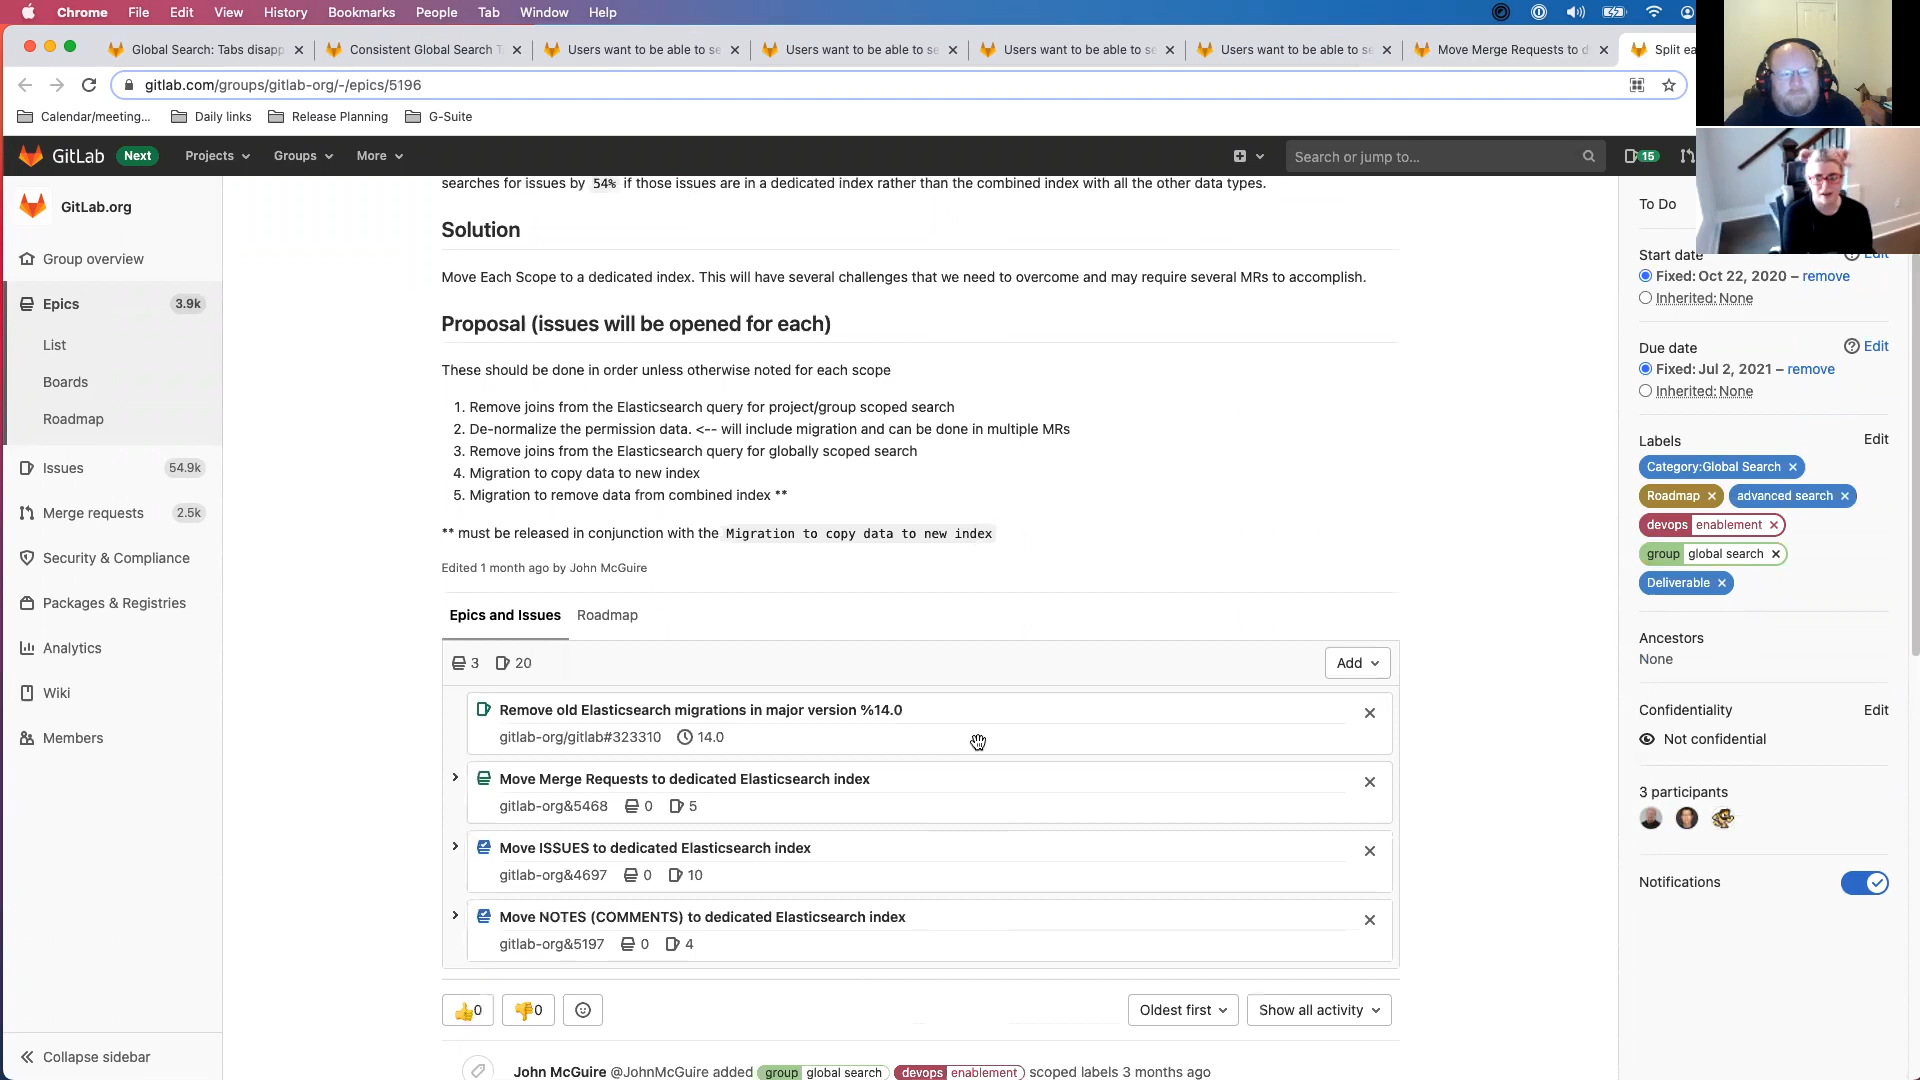 Chrome File Edit View History Bookmarks People Tab Window Help
Global Search: Tabs disapp
Consistent Global Search T
Users want to be able to se
Users want to be able to se
Users want to be able to se
Users want to be able to se
Move Merge Requests to d
Split ea
gitlab.com/groups/gitlab-org/-/epics/5196
Calendar/meeting... Daily links Release Planning G-Suite
GitLab Next Projects Groups More Search or jump to... 15
searches for issues by 54% if those issues are in a dedicated index rather than the combined index with all the other data types.
GitLab.org
Group overview
Epics 3.9k
List
Boards
Roadmap
Issues 54.9k
Merge requests 2.5k
Security & Compliance
Packages & Registries
Analytics
Wiki
Members
Collapse sidebar
Solution
Move Each Scope to a dedicated index. This will have several challenges that we need to overcome and may require several MRs to accomplish.
Proposal (issues will be opened for each)
These should be done in order unless otherwise noted for each scope
1. Remove joins from the Elasticsearch query for project/group scoped search
2. De-normalize the permission data. <-- will include migration and can be done in multiple MRs
3. Remove joins from the Elasticsearch query for globally scoped search
4. Migration to copy data to new index
5. Migration to remove data from combined index **
** must be released in conjunction with the Migration to copy data to new index
Edited 1 month ago by John McGuire
Epics and Issues Roadmap
3 20 Add
Remove old Elasticsearch migrations in major version %14.0
gitlab-org/gitlab#323310 14.0
Move Merge Requests to dedicated Elasticsearch index
gitlab-org&5468 0 5
Move ISSUES to dedicated Elasticsearch index
gitlab-org&4697 0 10
Move NOTES (COMMENTS) to dedicated Elasticsearch index
gitlab-org&5197 0 4
0 0 Oldest first Show all activity
John McGuire @JohnMcGuire added group global search devops enablement scoped labels 3 months ago
To Do
Start date Edit
Fixed: Oct 22, 2020 – remove
Inherited: None
Due date Edit
Fixed: Jul 2, 2021 – remove
Inherited: None
Labels Edit
Category:Global Search
Roadmap advanced search
devops enablement
group global search
Deliverable
Ancestors
None
Confidentiality Edit
Not confidential
3 participants
Notifications